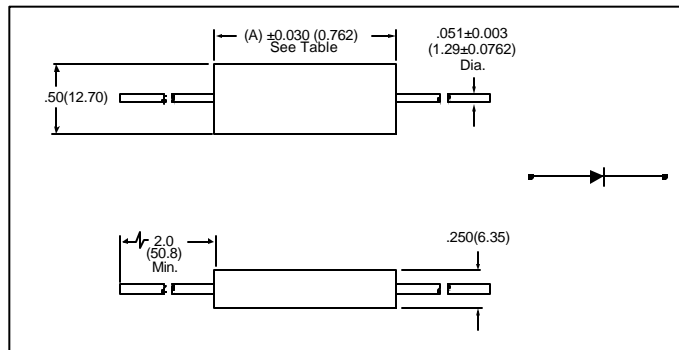 (A) ±0.030 (0.762)
See Table
.051±0.003
(1.29±0.0762)
Dia.
.50(12.70)
2.0
(50.8)
Min.
.250(6.35)